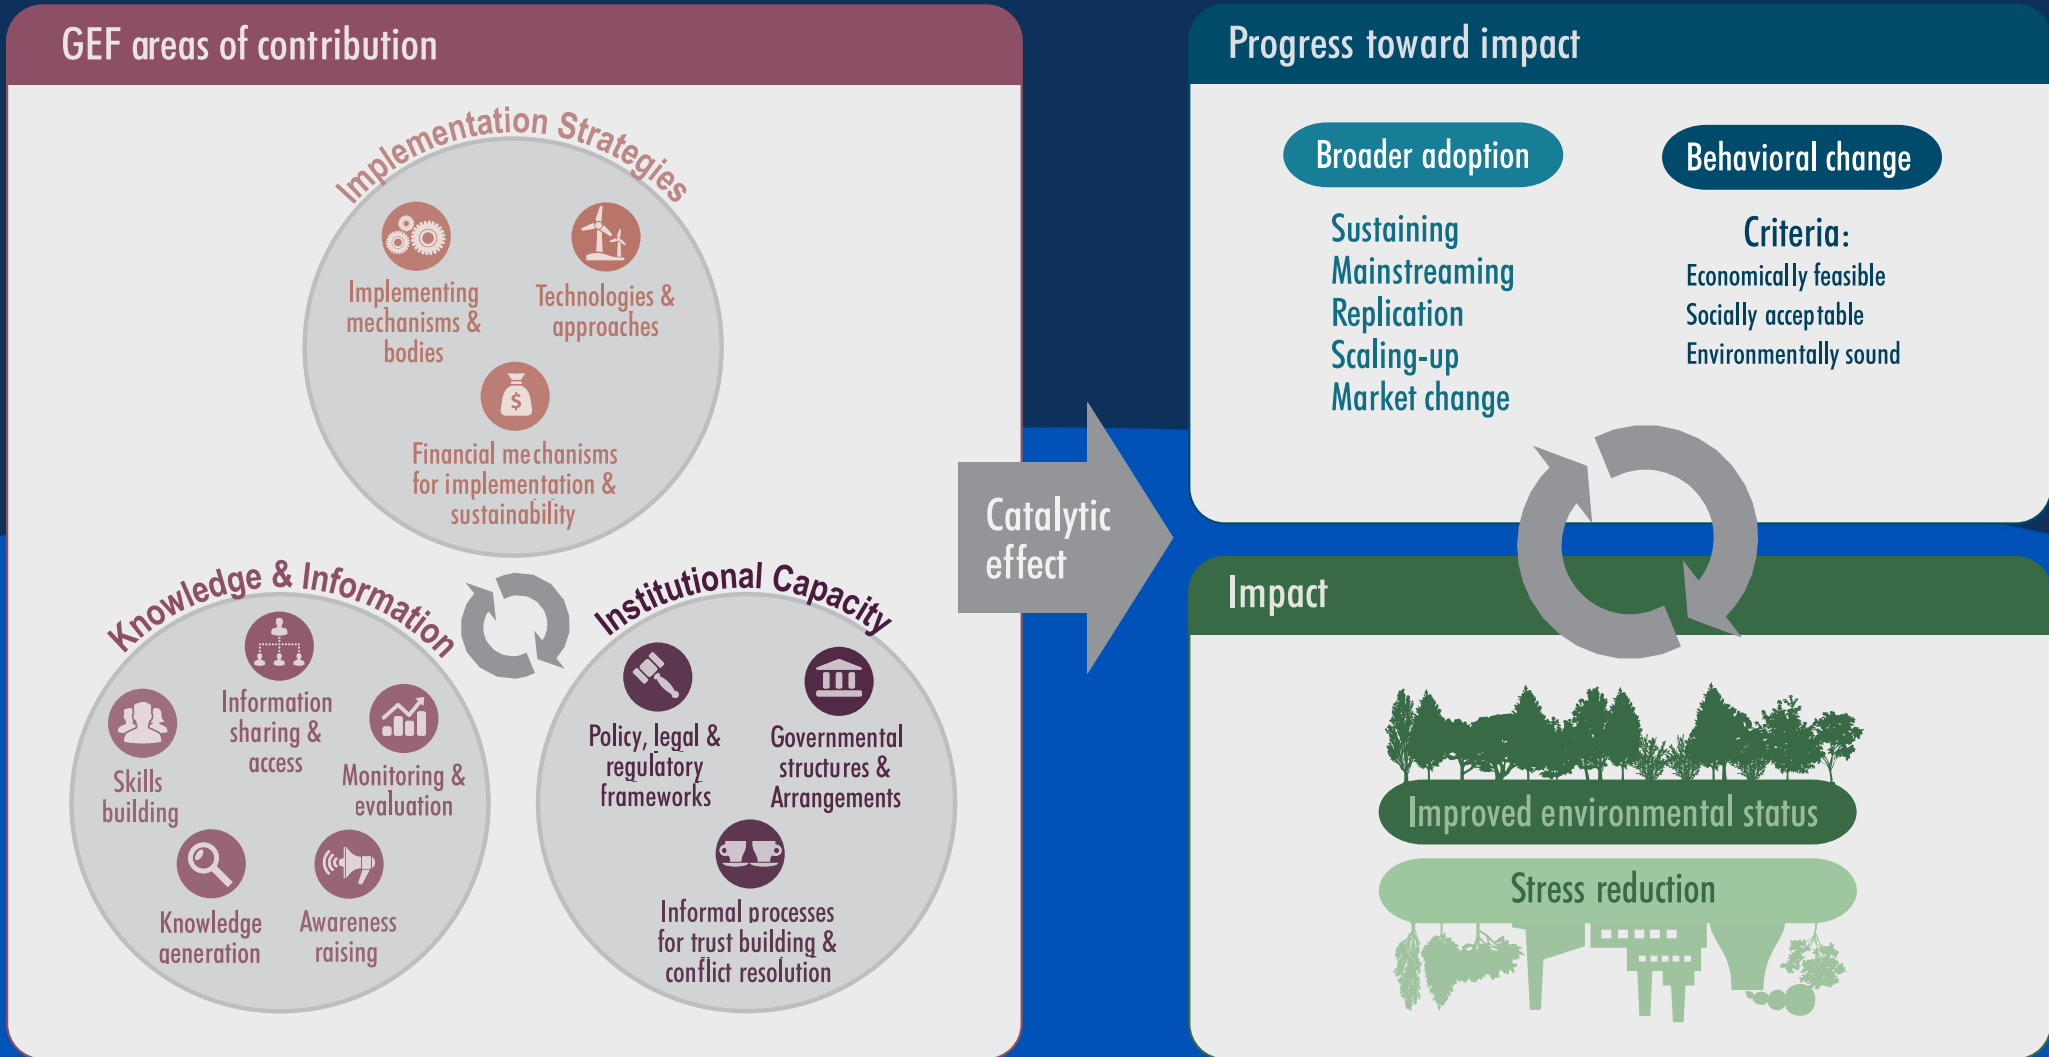 GEF areas of contribution
Implementation Strategies
Implementing
mechanisms &
bodies
Technologies &
approaches
$
Financial mechanisms
for implementation &
sustainability
Knowledge & Information
Information
sharing &
access
Skills
building
Monitoring &
evaluation
Knowledge
generation
Awareness
raising
Institutional Capacity
Policy, legal &
regulatory
frameworks
Governmental
structures &
Arrangements
Informal processes
for trust building &
conflict resolution
Catalytic
effect
Progress toward impact
Broader adoption
Sustaining
Mainstreaming
Replication
Scaling-up
Market change
Behavioral change
Criteria:
Economically feasible
Socially acceptable
Environmentally sound
Impact
Improved environmental status
Stress reduction